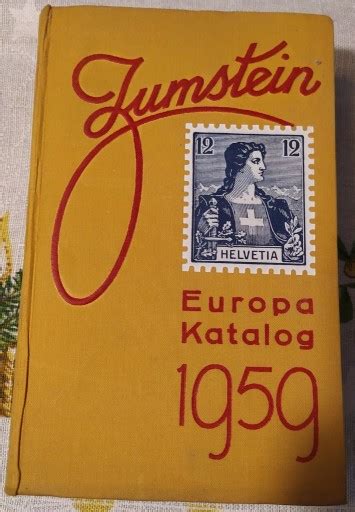 Zumstein
12 12
HELVETIA
Europa
Katalog
1959